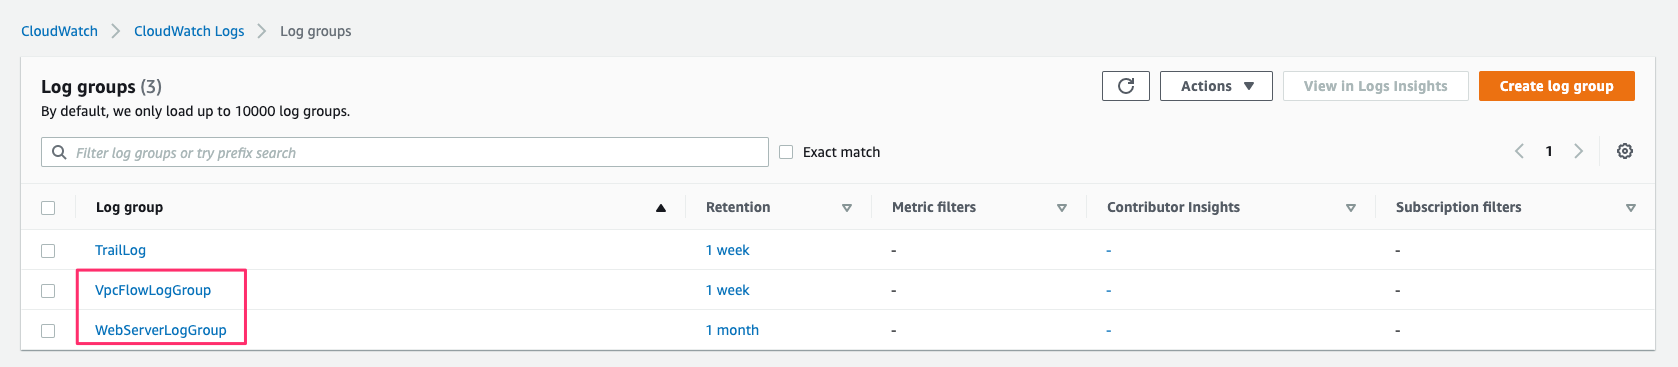 CloudWatch > CloudWatch Logs > Log groups
Log groups (3)
Actions ▼ View in Logs Insights Create log group
By default, we only load up to 10000 log groups.
Filter log groups or try prefix search Exact match < 1 >
Log group ▲ Retention ▽ Metric filters ▽ Contributor Insights ▽ Subscription filters ▽
TrailLog 1 week - - -
VpcFlowLogGroup 1 week - - -
WebServerLogGroup 1 month - - -